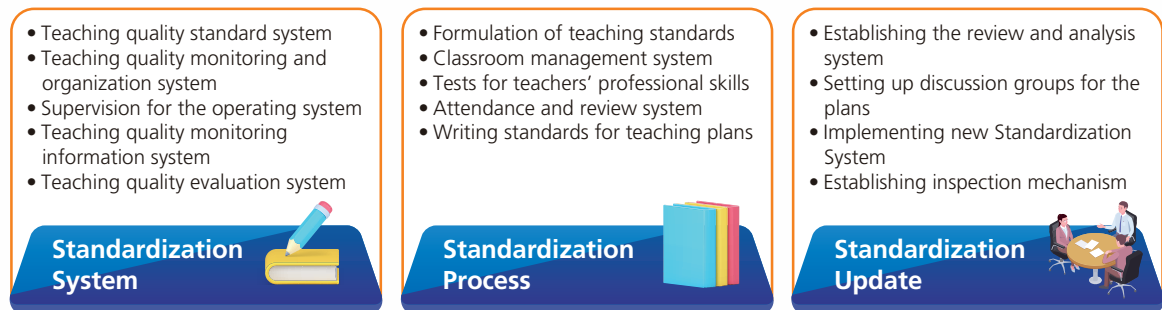 • Teaching quality standard system
• Teaching quality monitoring and
organization system
• Supervision for the operating system
• Teaching quality monitoring
information system
• Teaching quality evaluation system
Standardization
System
• Formulation of teaching standards
• Classroom management system
• Tests for teachers’ professional skills
• Attendance and review system
• Writing standards for teaching plans
Standardization
Process
• Establishing the review and analysis
system
• Setting up discussion groups for the
plans
• Implementing new Standardization
System
• Establishing inspection mechanism
Standardization
Update